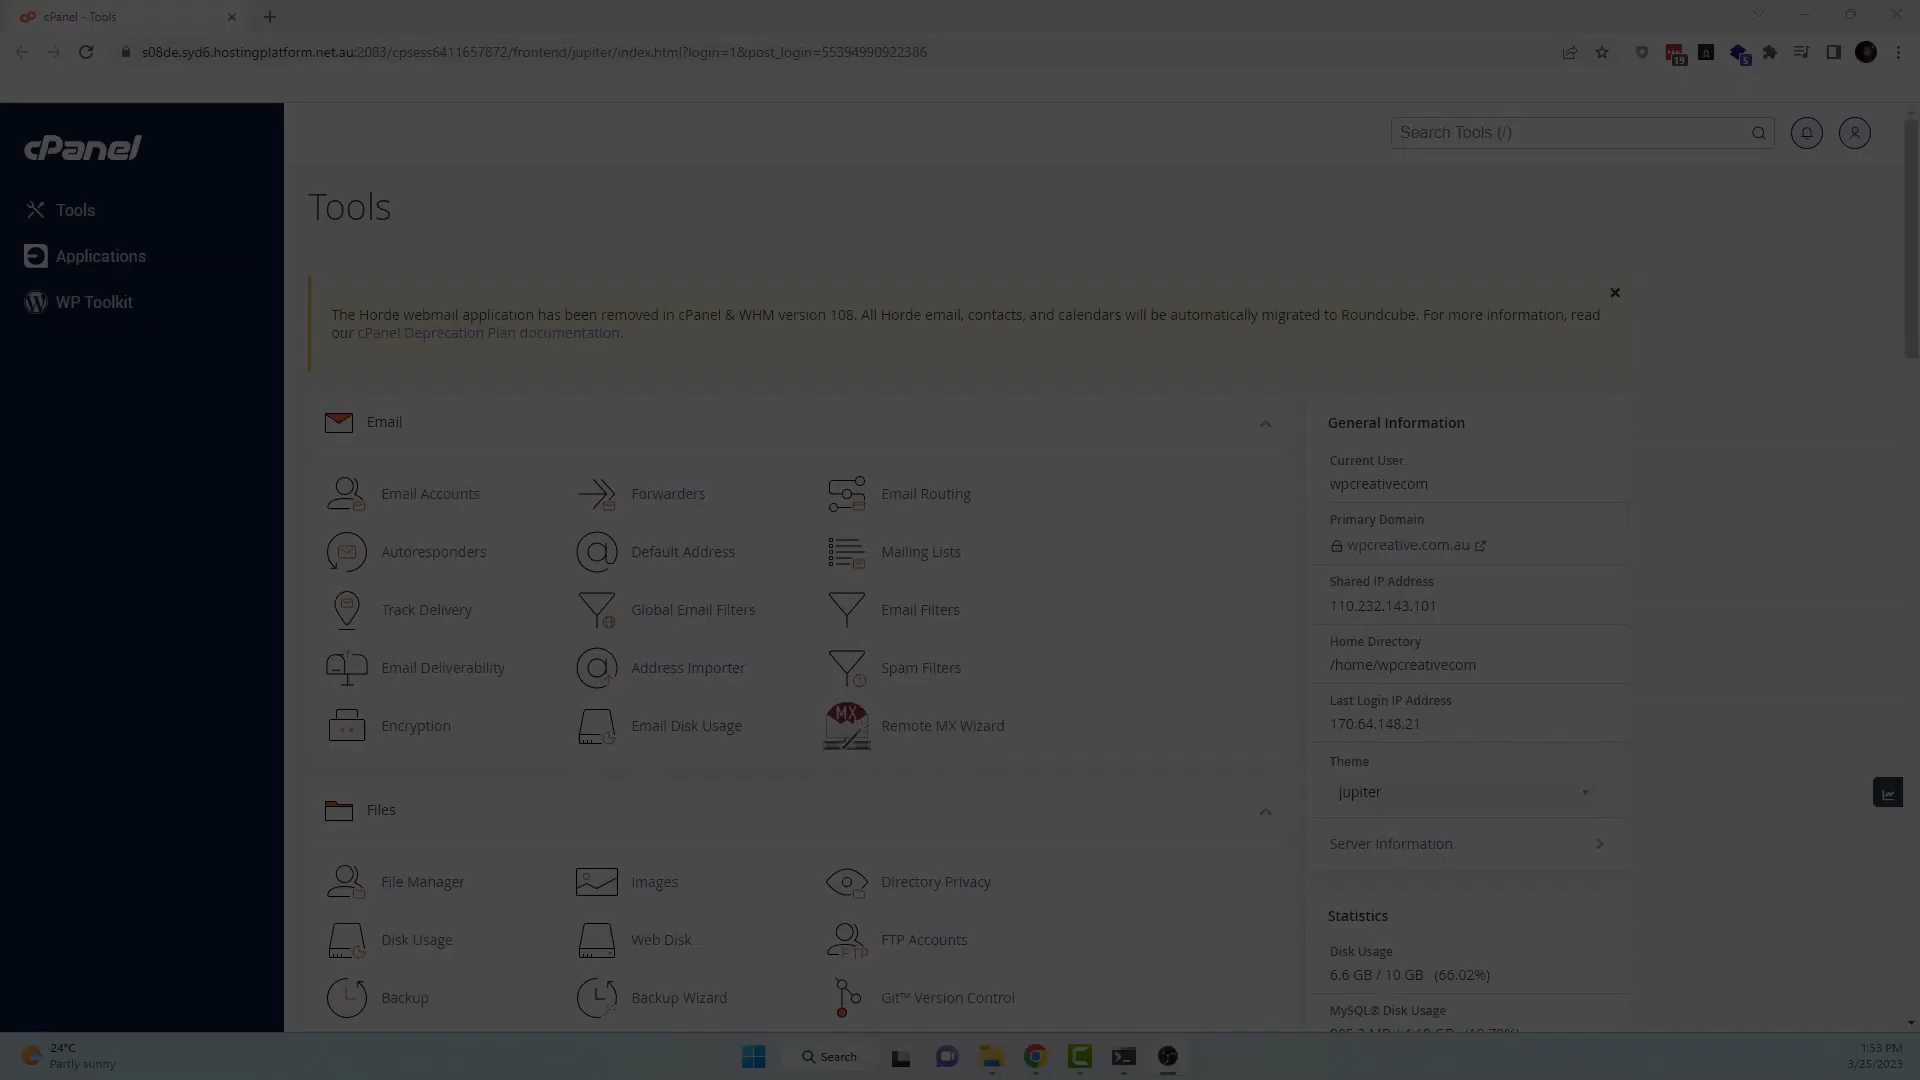 cPanel - Tools
s08de.syd6.hostingplatform.net.au:2083/cpsess6411657872/frontend/jupiter/index.html?login=1&post_login=55394990922386
19
A
5
cPanel
Search Tools (/)
Tools
Applications
WP Toolkit
Tools
The Horde webmail application has been removed in cPanel & WHM version 108. All Horde email, contacts, and calendars will be automatically migrated to Roundcube. For more information, read
our cPanel Deprecation Plan documentation.
Email
Email Accounts
Forwarders
Email Routing
Autoresponders
Default Address
Mailing Lists
Track Delivery
Global Email Filters
Email Filters
Email Deliverability
Address Importer
Spam Filters
Encryption
Email Disk Usage
MX
Remote MX Wizard
Files
File Manager
Images
Directory Privacy
Disk Usage
Web Disk
FTP
FTP Accounts
Backup
Backup Wizard
Git™ Version Control
General Information
Current User
wpcreativecom
Primary Domain
wpcreative.com.au
Shared IP Address
110.232.143.101
Home Directory
/home/wpcreativecom
Last Login IP Address
170.64.148.21
Theme
jupiter
Server Information
Statistics
Disk Usage
6.6 GB / 10 GB (66.02%)
MySQL® Disk Usage
24°C
Partly sunny
Search
1:53 PM
3/25/2023